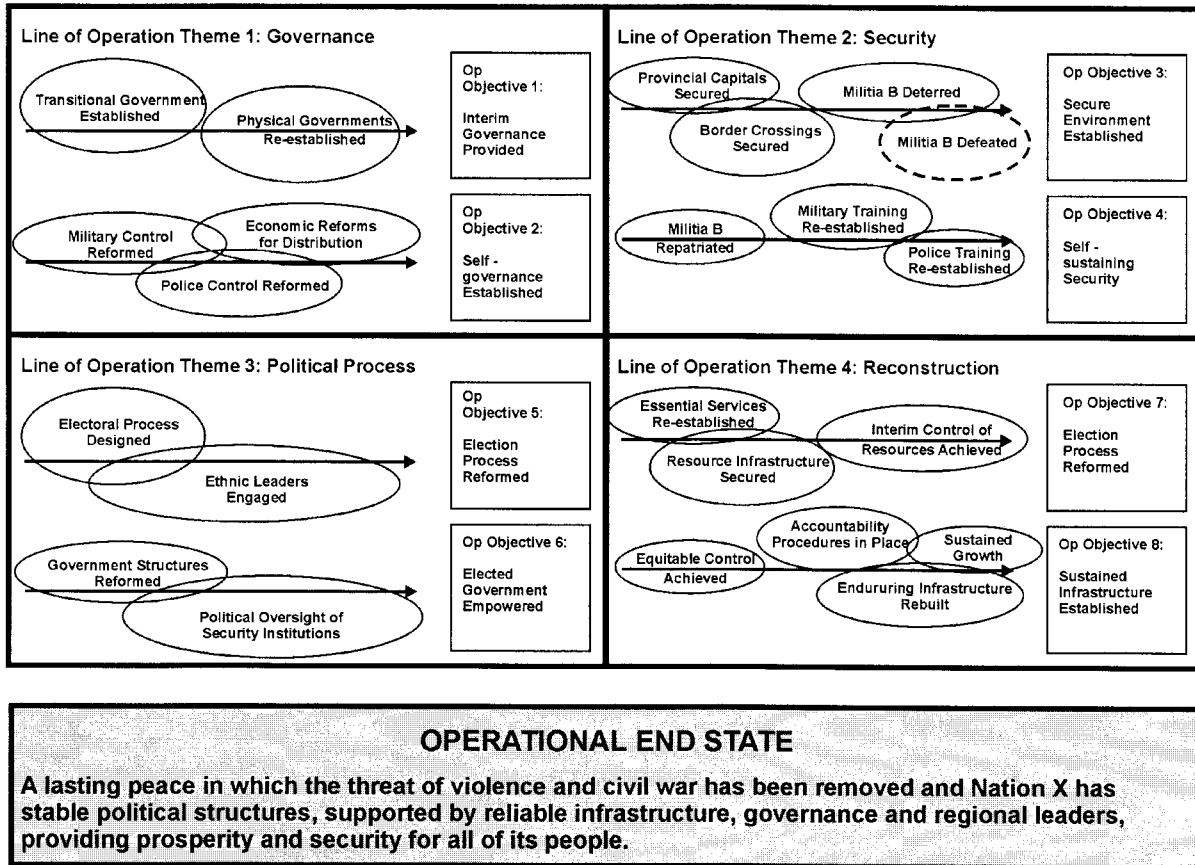 Line of Operation Theme 1: Governance
Transitional Government
Established
Physical Governments
Re-established
Op
Objective 1:
Interim
Governance
Provided
Military Control
Reformed
Economic Reforms
for Distribution
Police Control Reformed
Op
Objective 2:
Self -
governance
Established
Line of Operation Theme 2: Security
Provincial Capitals
Secured
Border Crossings
Secured
Militia B Deterred
Militia B Defeated
Op Objective 3:
Secure
Environment
Established
Militia B
Repatriated
Military Training
Re-established
Police Training
Re-established
Op Objective 4:
Self -
sustaining
Security
Line of Operation Theme 3: Political Process
Electoral Process
Designed
Ethnic Leaders
Engaged
Op
Objective 5:
Election
Process
Reformed
Government Structures
Reformed
Political Oversight of
Security Institutions
Op Objective 6:
Elected
Government
Empowered
Line of Operation Theme 4: Reconstruction
Essential Services
Re-established
Resource Infrastructure
Secured
Interim Control of
Resources Achieved
Op Objective 7:
Election
Process
Reformed
Equitable Control
Achieved
Accountability
Procedures in Place
Sustained
Growth
Endururing Infrastructure
Rebuilt
Op Objective 8:
Sustained
Infrastructure
Established
OPERATIONAL END STATE
A lasting peace in which the threat of violence and civil war has been removed and Nation X has
stable political structures, supported by reliable infrastructure, governance and regional leaders,
providing prosperity and security for all of its people.